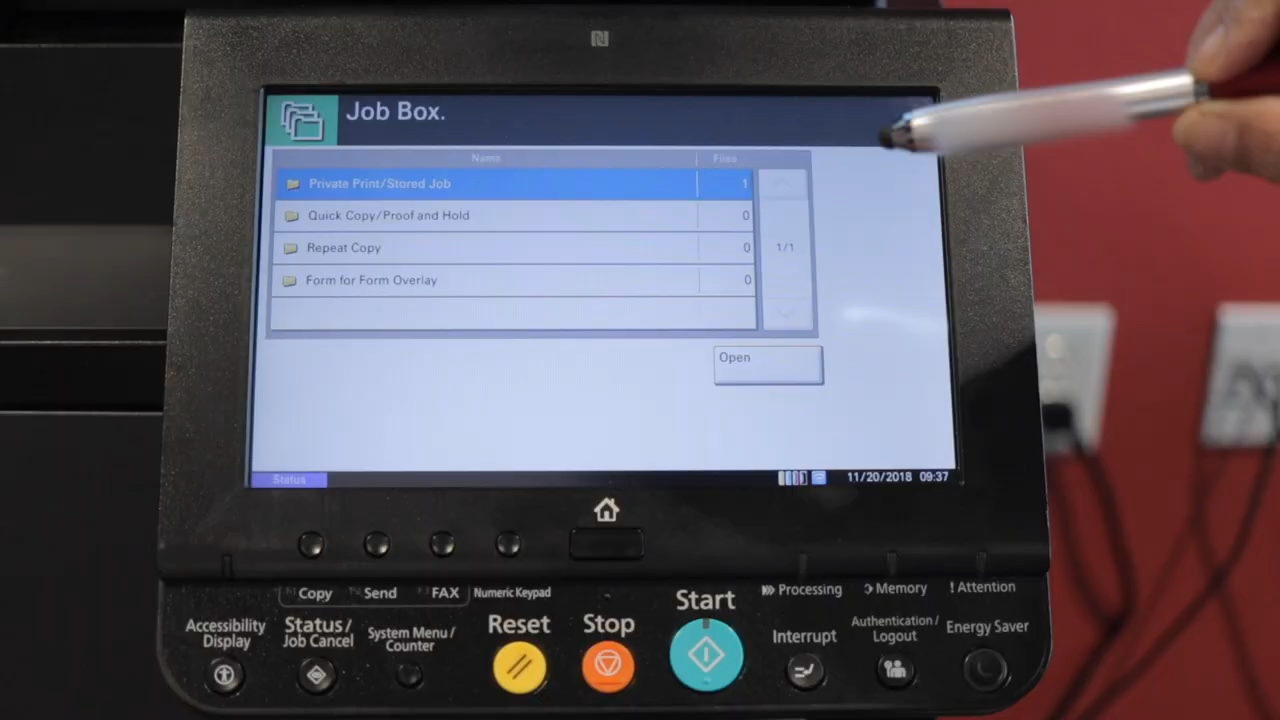 Job Box.
Name Files
Private Print/Stored Job 1
Quick Copy/Proof and Hold 0
Repeat Copy 0
1/1
Form for Form Overlay 0
Open
Status
11/20/2018 09:37
Copy Send FAX Numeric Keypad
Processing Memory ! Attention
Accessibility Display
Status/ Job Cancel
System Menu/ Counter
Reset
Stop
Start
Interrupt
Authentication/ Logout
Energy Saver